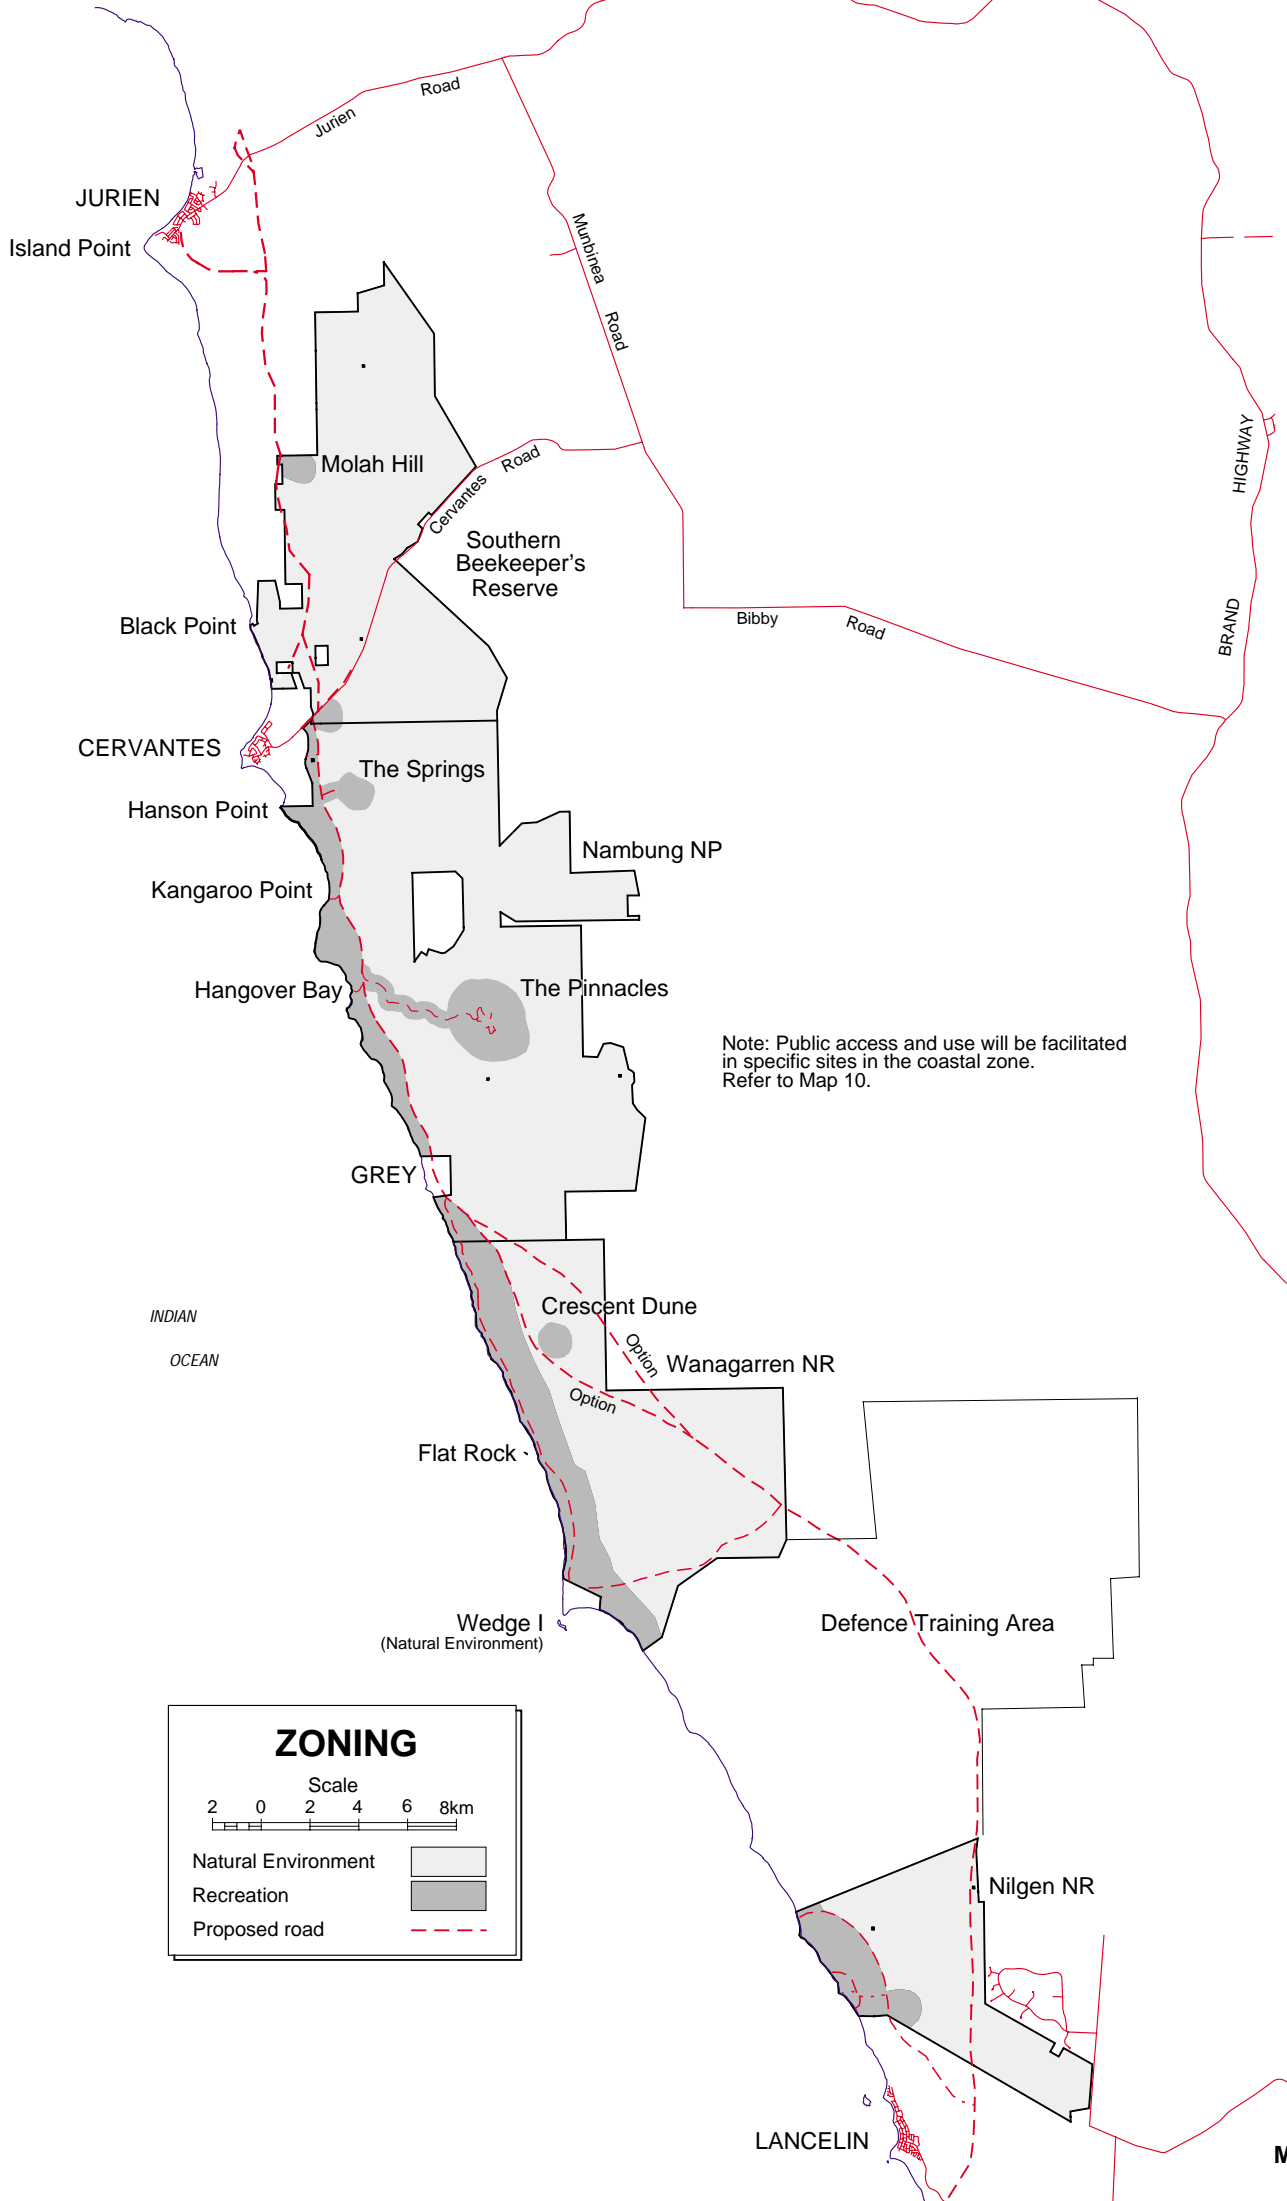 Road
Jurien
JURIEN
Island Point
Munbinea
Road
HIGHWAY
BRAND
Molah Hill
Road
Cervantes
Southern
Beekeeper's
Reserve
Black Point
Bibby
Road
CERVANTES
The Springs
Hanson Point
Nambung NP
Kangaroo Point
Hangover Bay
The Pinnacles
Note: Public access and use will be facilitated
in specific sites in the coastal zone.
Refer to Map 10.
GREY
INDIAN
OCEAN
Crescent Dune
Option
Wanagarren NR
Option
Flat Rock
Wedge I
(Natural Environment)
Defence Training Area
ZONING
Scale
2 0 2 4 6 8km
Natural Environment
Recreation
Proposed road
Nilgen NR
LANCELIN
M